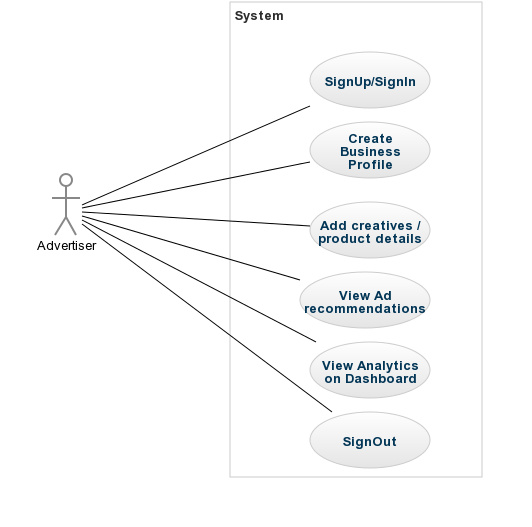 System
SignUp/SignIn
Create
Business
Profile
Add creatives /
product details
Advertiser
View Ad
recommendations
View Analytics
on Dashboard
SignOut